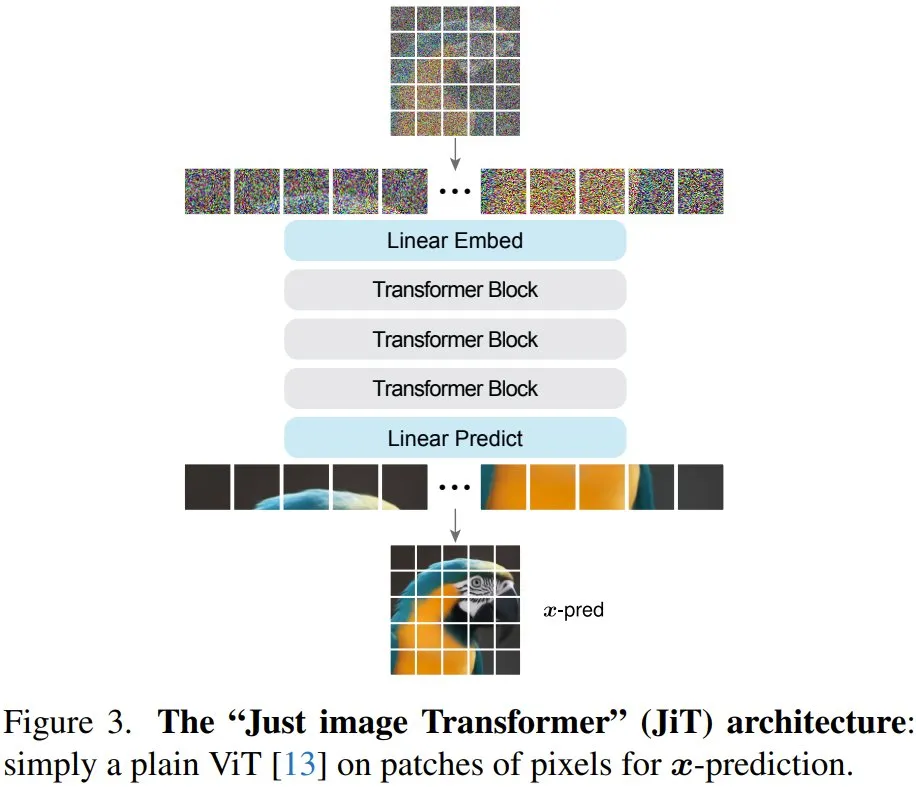 ...
Linear Embed
Transformer Block
Transformer Block
Transformer Block
Linear Predict
...
x-pred
Figure 3. The “Just image Transformer” (JiT) architecture:
simply a plain ViT [13] on patches of pixels for x-prediction.